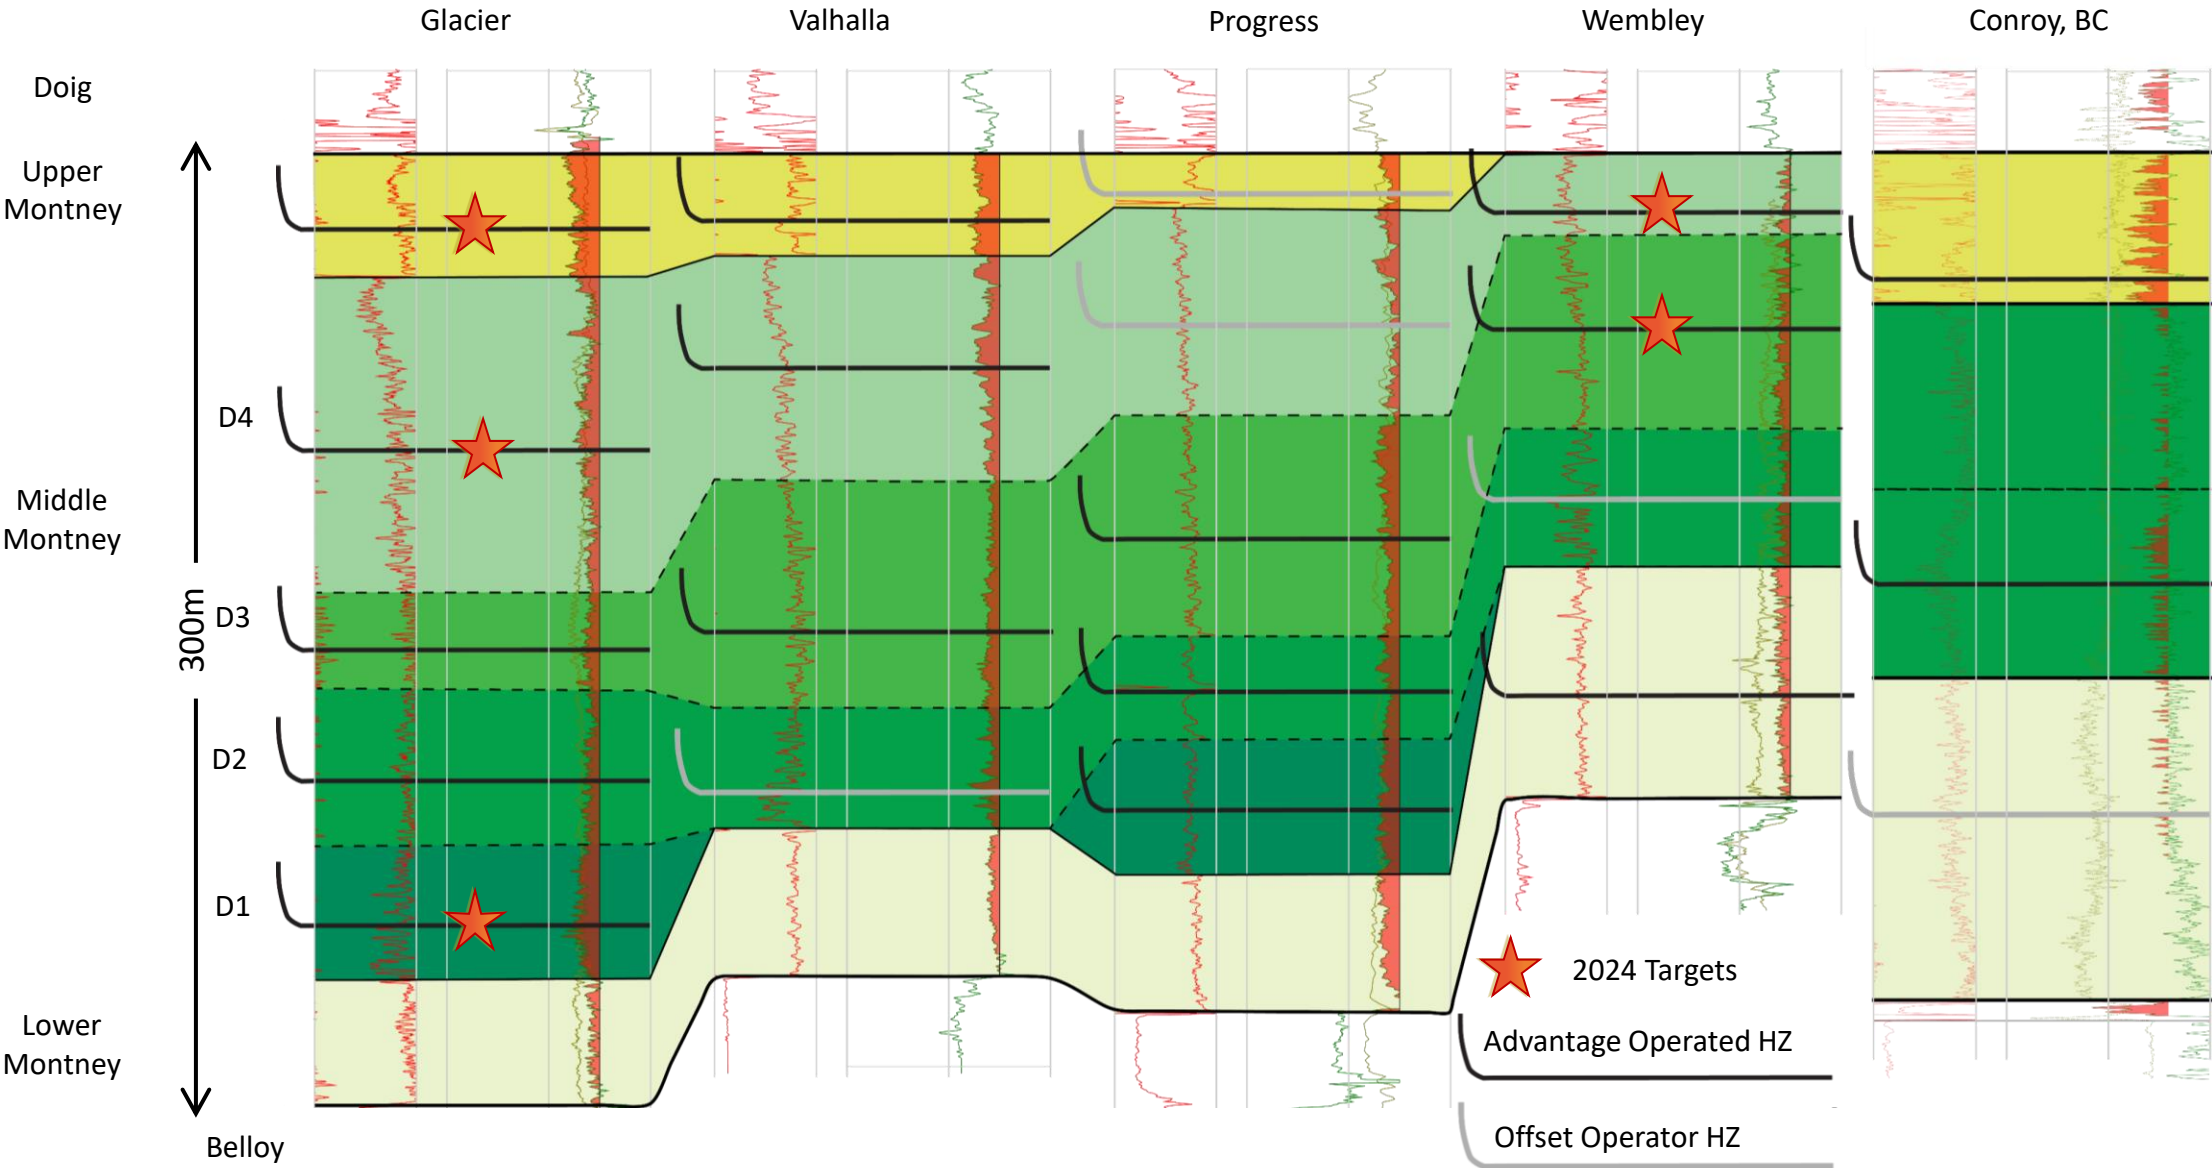 Glacier
Valhalla
Progress
Wembley
Conroy, BC
Doig
Upper
Montney
D4
Middle
Montney
D3
300m
D2
D1
2024 Targets
Lower
Montney
Advantage Operated HZ
Offset Operator HZ
Belloy